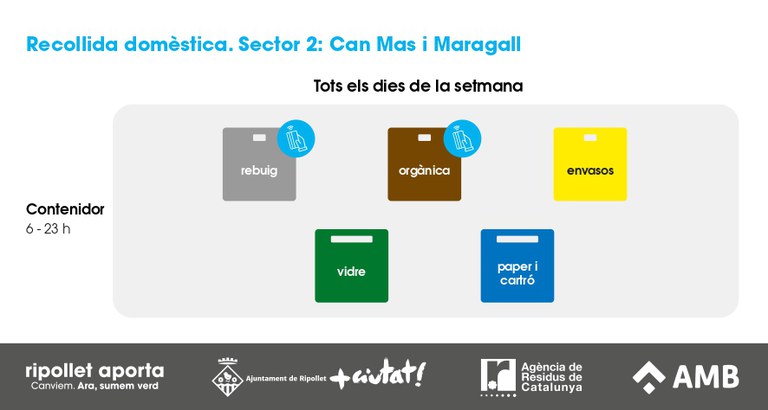 Recollida domèstica. Sector 2: Can Mas i Maragall
Tots els dies de la setmana
rebuig
orgànica
envasos
Contenidor
6 - 23 h
vidre
paper i
cartró
ripollet aporta
Canviem. Ara, sumem verd
Ajuntament de Ripollet
+ciutat!
Agència de
Residus de
Catalunya
AMB